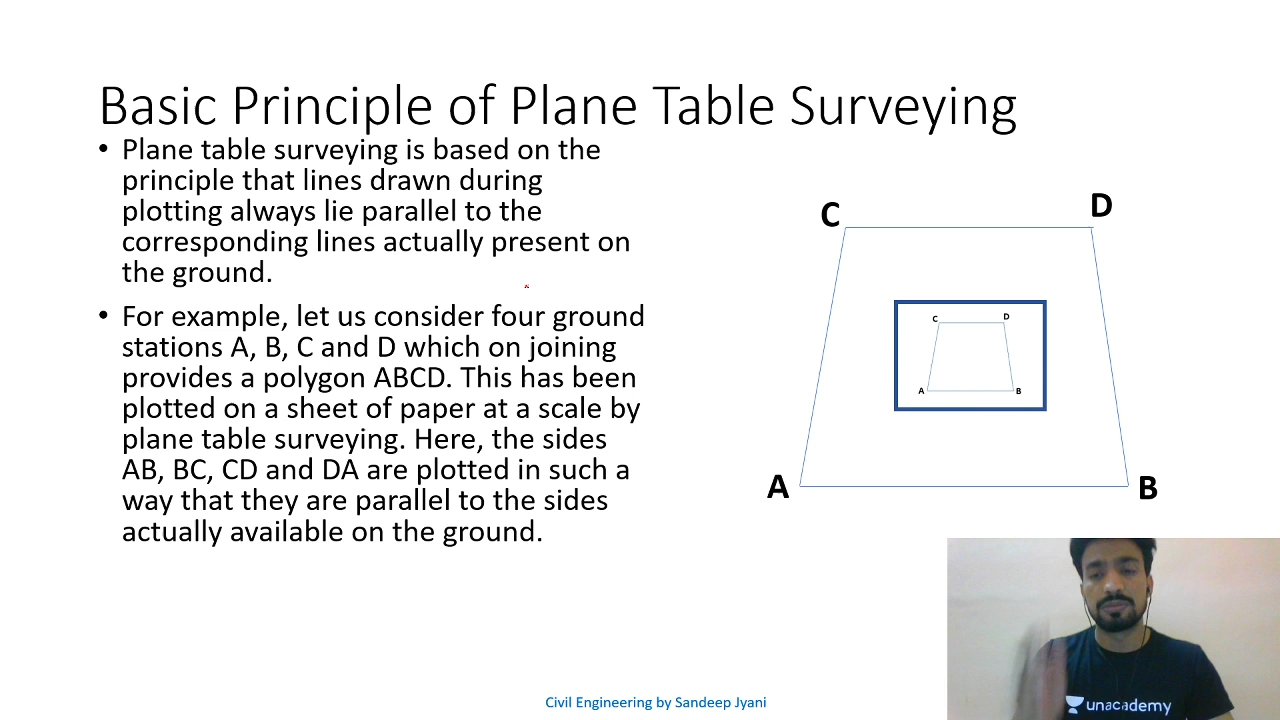 Basic Principle of Plane Table Surveying
• Plane table surveying is based on the
principle that lines drawn during
plotting always lie parallel to the
corresponding lines actually present on
the ground.
• For example, let us consider four ground
stations A, B, C and D which on joining
provides a polygon ABCD. This has been
plotted on a sheet of paper at a scale by
plane table surveying. Here, the sides
AB, BC, CD and DA are plotted in such a
way that they are parallel to the sides
actually available on the ground.
C D
C D
A B
A B
unacademy
Civil Engineering by Sandeep Jyani